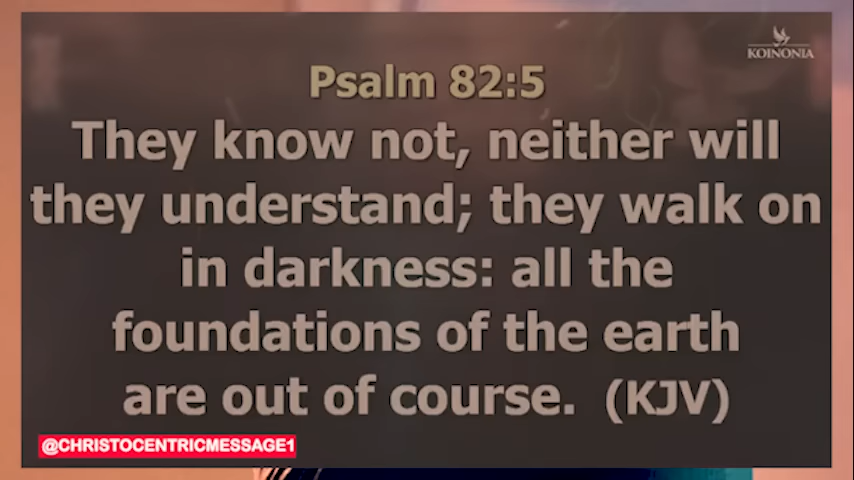 KOINONIA
Psalm 82:5
They know not, neither will
they understand; they walk on
in darkness: all the
foundations of the earth
are out of course. (KJV)
@CHRISTOCENTRICMESSAGE1